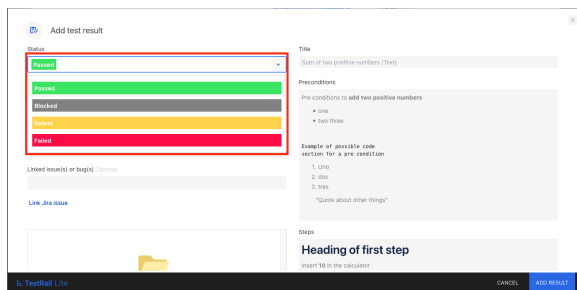 Add test result
Status
Passed
Passed
Blocked
Retest
Failed
Linked issue(s) or bug(s) Optional
Link Jira issue
Title
Sum of two positive numbers (Text)
Preconditions
Pre conditions to add two positive numbers
one
two three
Example of possible code
section for a pre condition
1. Uno
2. dos
3. tres
"Quote about other things"
Steps
Heading of first step
Insert 10 in the calculator
TestRail Lite
CANCEL
ADD RESULT